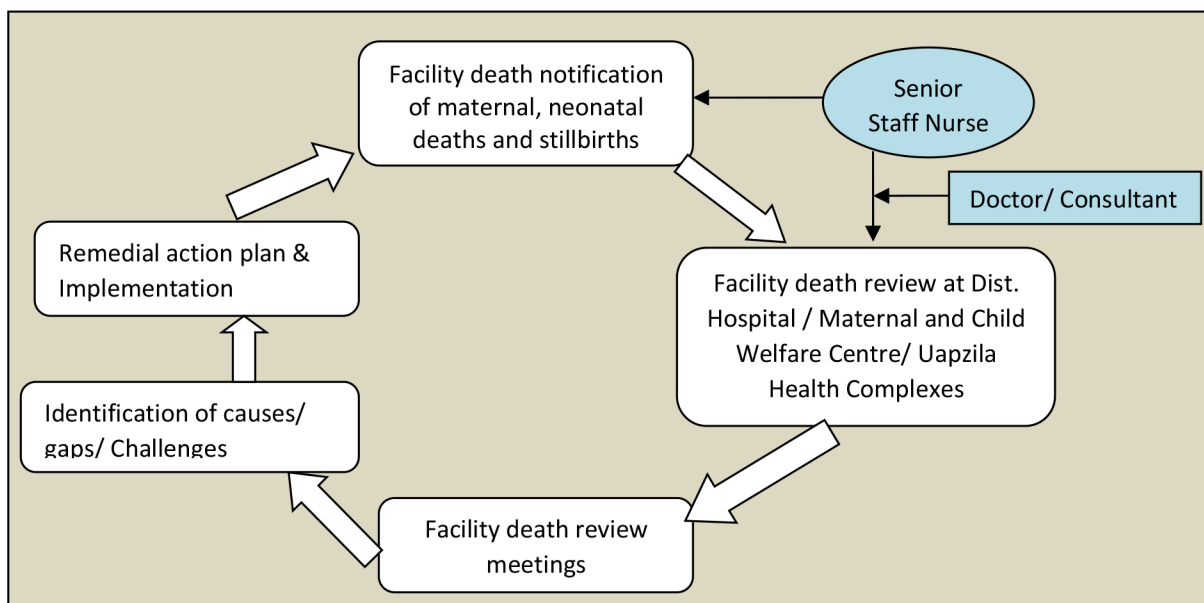 Facility death notification
of maternal, neonatal
deaths and stillbirths
Senior
Staff Nurse
Doctor/ Consultant
Facility death review at Dist.
Hospital / Maternal and Child
Welfare Centre/ Uapzila
Health Complexes
Facility death review
meetings
Identification of causes/
gaps/ Challenges
Remedial action plan &
Implementation